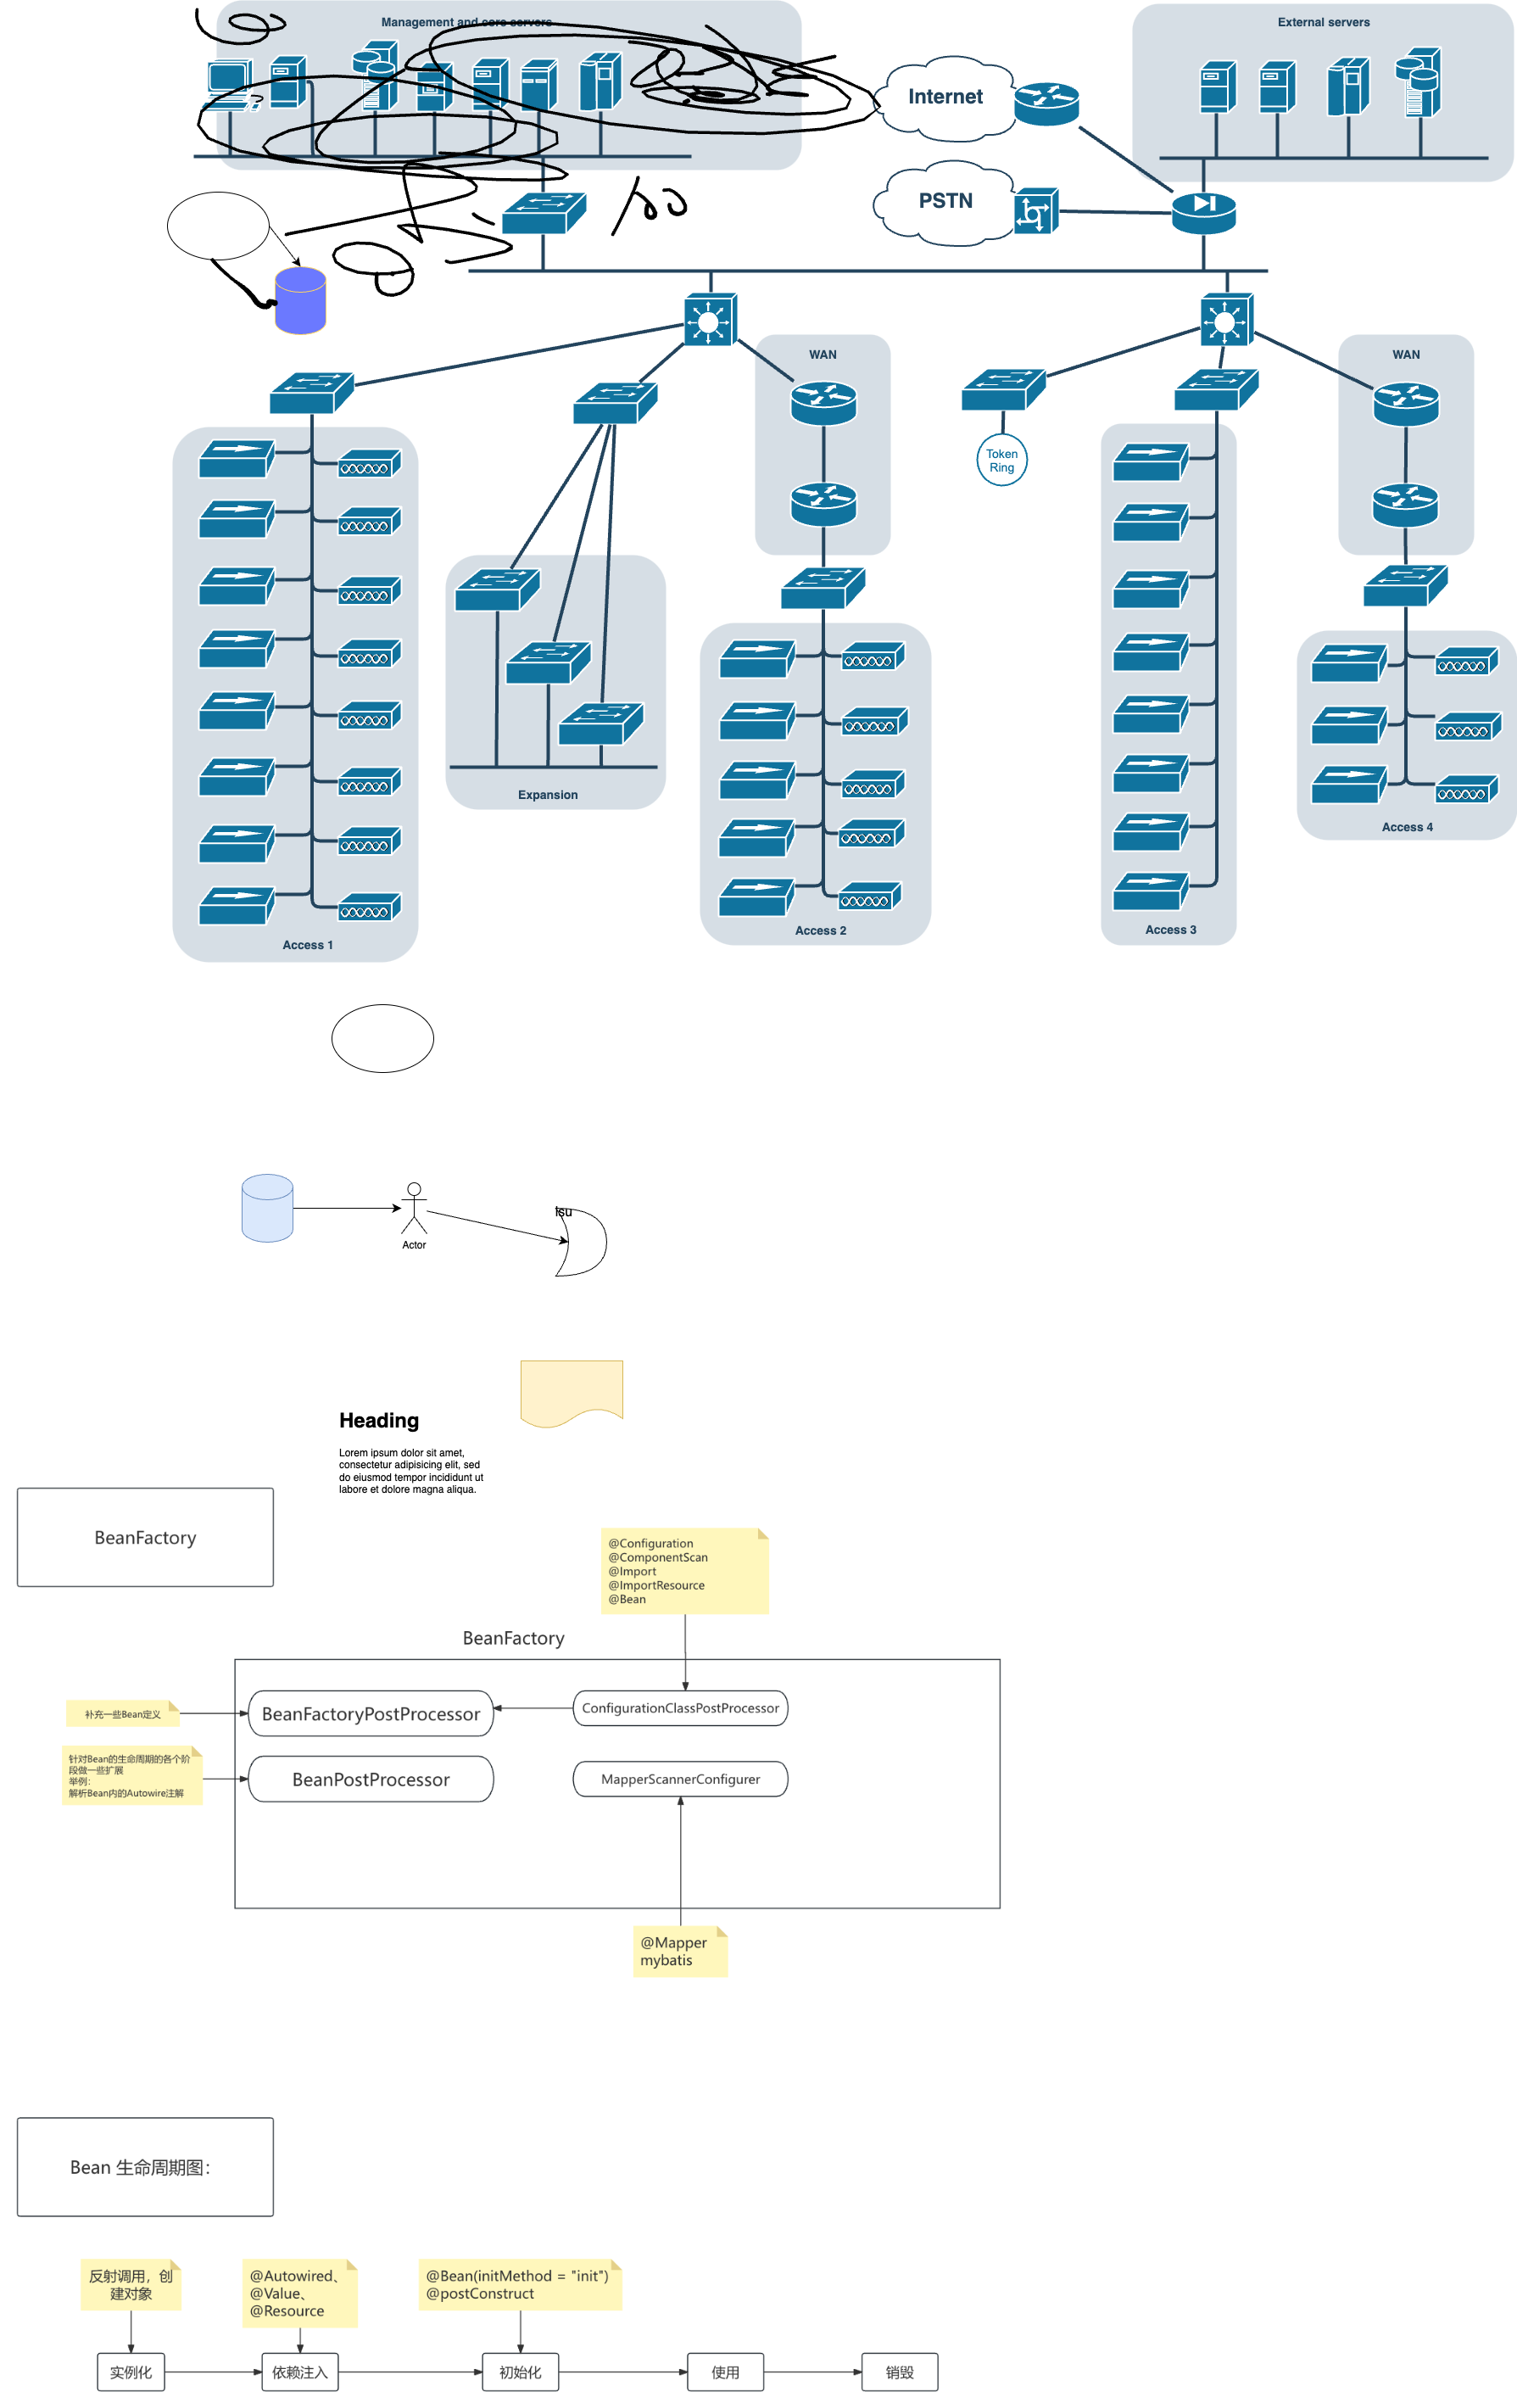 Management and core servers
External servers
Internet
PSTN
WAN
WAN
Token
Ring
Expansion
Access 4
Access 1
Access 2
Access 3
Actor
Heading
Lorem ipsum dolor sit amet,
consectetur adipisicing elit, sed
do eiusmod tempor incididunt ut
labore et dolore magna aliqua.
BeanFactory
@Configuration
@ComponentScan
@Import
@ImportResource
@Bean
BeanFactory
补充一些Bean定义
BeanFactoryPostProcessor
ConfigurationClassPostProcessor
针对Bean的生命周期的各个阶
段做一些扩展
举例：
解析Bean内的Autowire注解
BeanPostProcessor
MapperScannerConfigurer
@Mapper
mybatis
Bean 生命周期图：
反射调用，创
建对象
@Autowired、
@Value、
@Resource
@Bean(initMethod = "init")
@postConstruct
实例化
依赖注入
初始化
使用
销毁